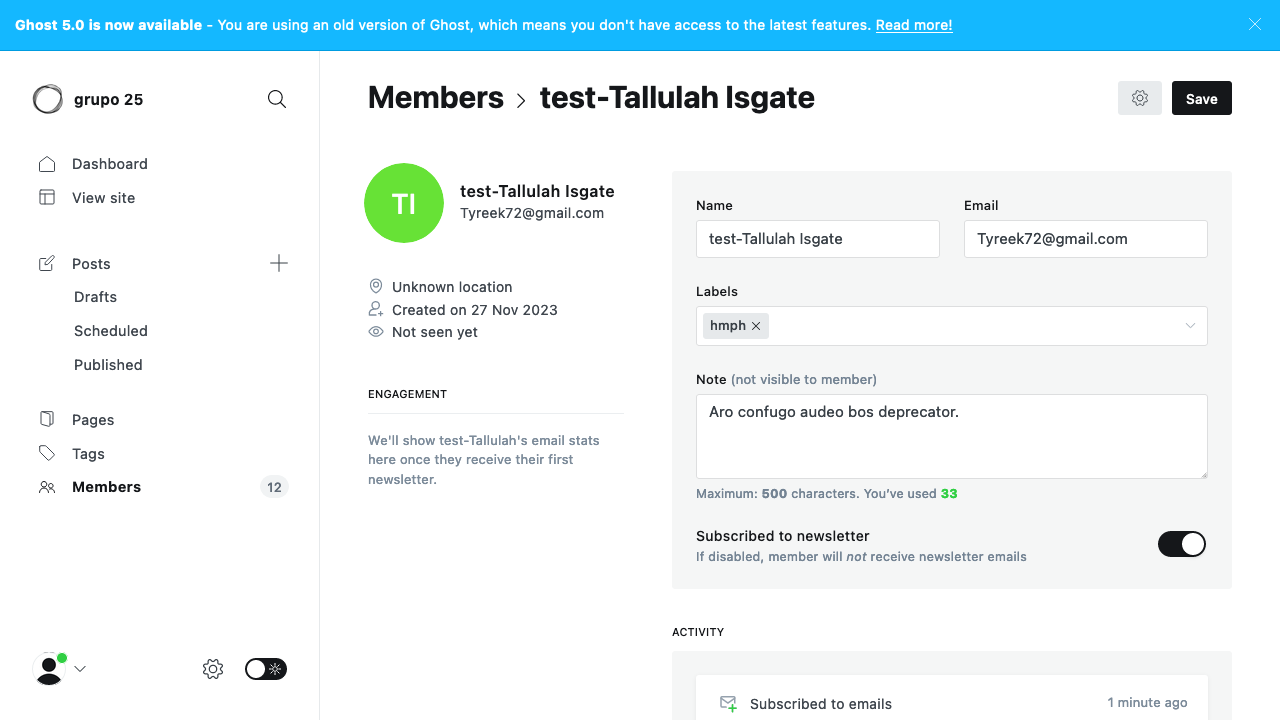 Ghost 5.0 is now available - You are using an old version of Ghost, which means you don't have access to the latest features. Read more!
grupo 25
Dashboard
View site
Posts
Drafts
Scheduled
Published
Pages
Tags
Members 12
Members > test-Tallulah Isgate
Save
TI
test-Tallulah Isgate
Tyreek72@gmail.com
Unknown location
Created on 27 Nov 2023
Not seen yet
ENGAGEMENT
We'll show test-Tallulah's email stats
here once they receive their first
newsletter.
Name
test-Tallulah Isgate
Email
Tyreek72@gmail.com
Labels
hmph
Note (not visible to member)
Aro confugo audeo bos deprecator.
Maximum: 500 characters. You’ve used 33
Subscribed to newsletter
If disabled, member will not receive newsletter emails
ACTIVITY
Subscribed to emails
1 minute ago